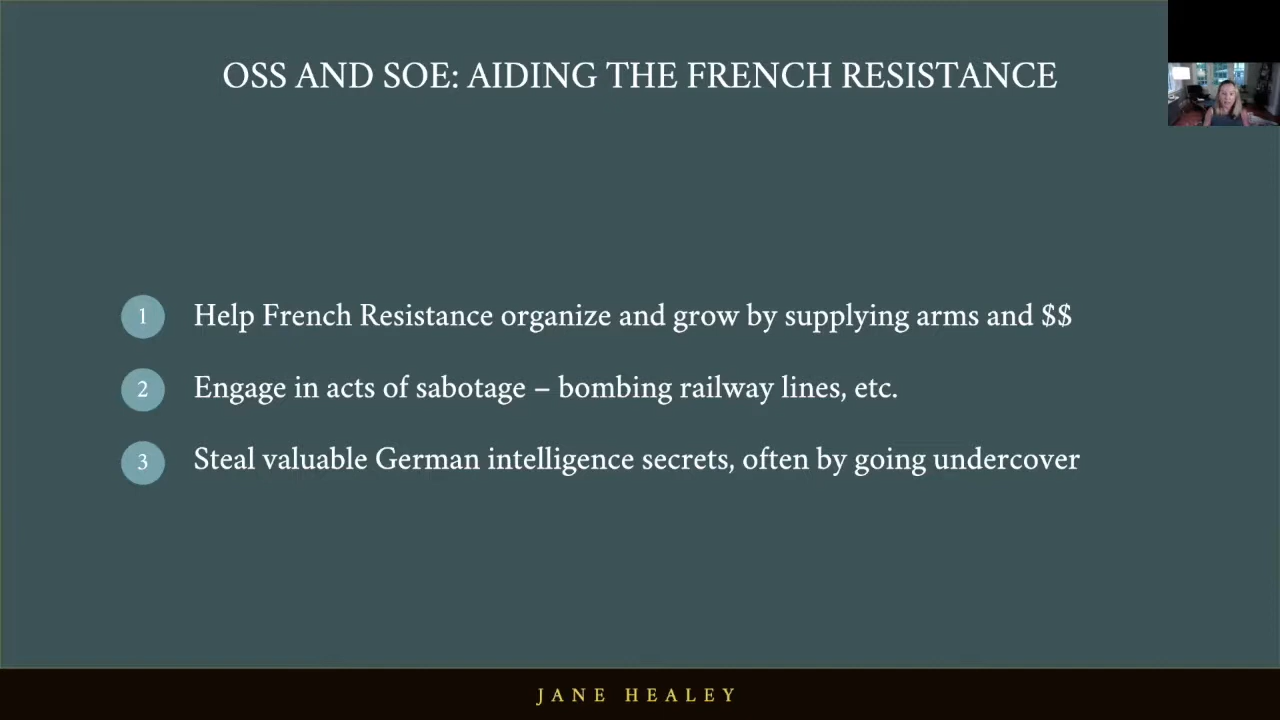 OSS AND SOE: AIDING THE FRENCH RESISTANCE
1 Help French Resistance organize and grow by supplying arms and $$
2 Engage in acts of sabotage – bombing railway lines, etc.
3 Steal valuable German intelligence secrets, often by going undercover
JANE HEALEY